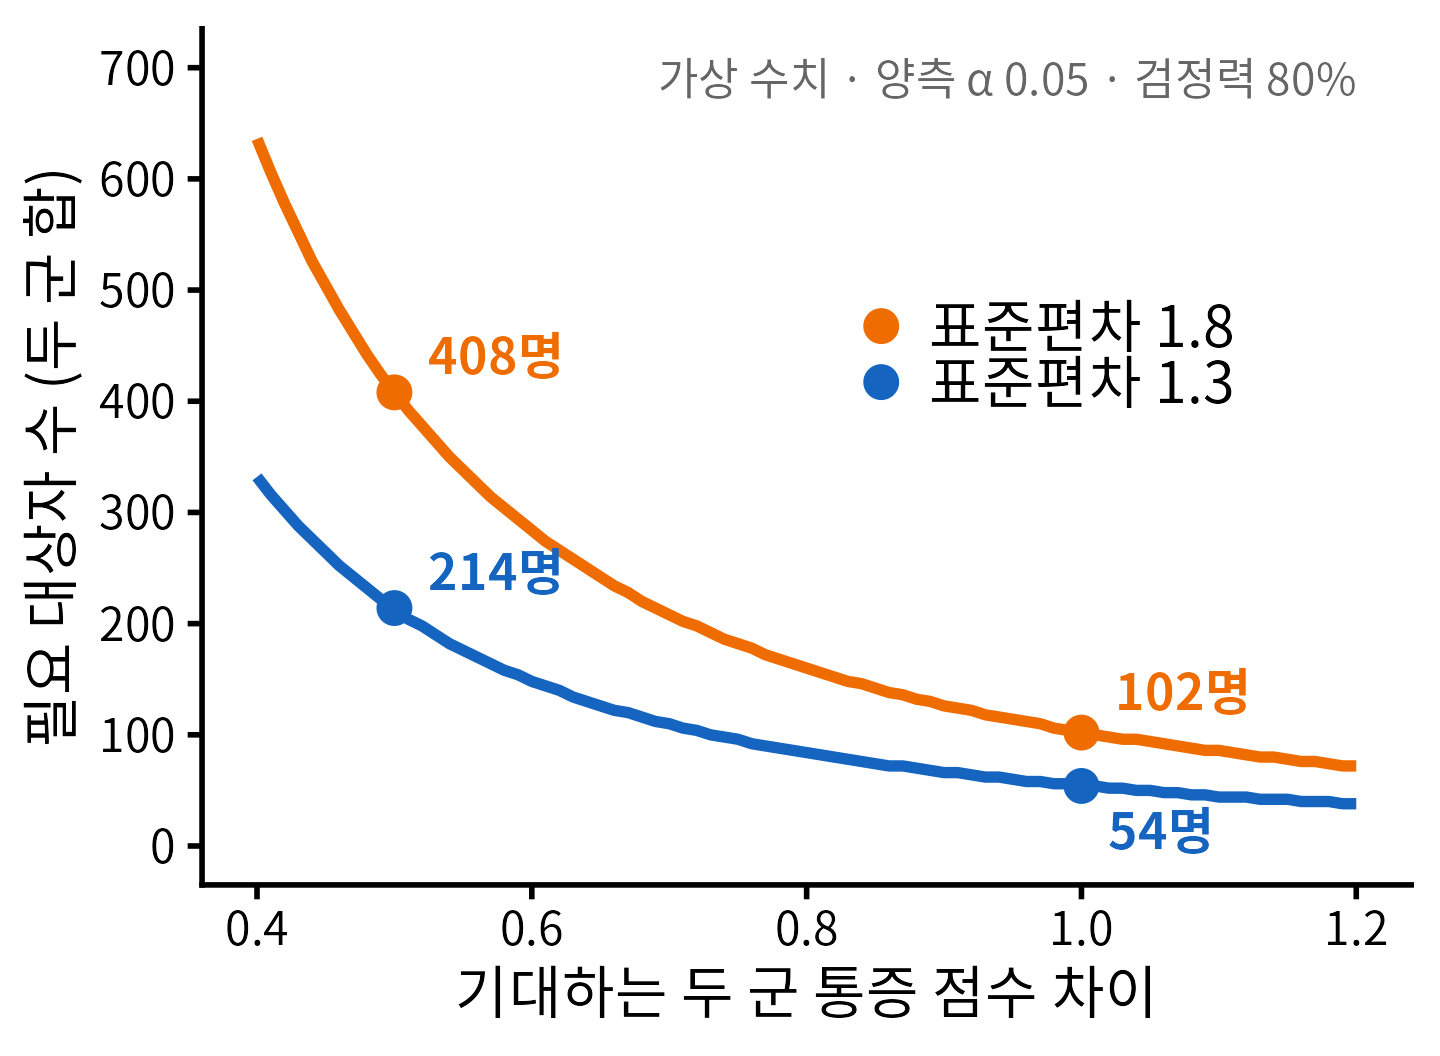 가상 수치 · 양측 α 0.05 · 검정력 80%
필요 대상자 수 (두 군 함)
700
600
500
400
300
200
100
0
408명
214명
표준편차 1.8
표준편차 1.3
102명
54명
0.4
0.6
0.8
1.0
1.2
기대하는 두 군 통증 점수 차이